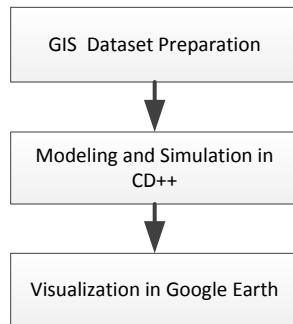 GIS  Dataset Preparation
Modeling and Simulation in
CD++
Visualization in Google Earth